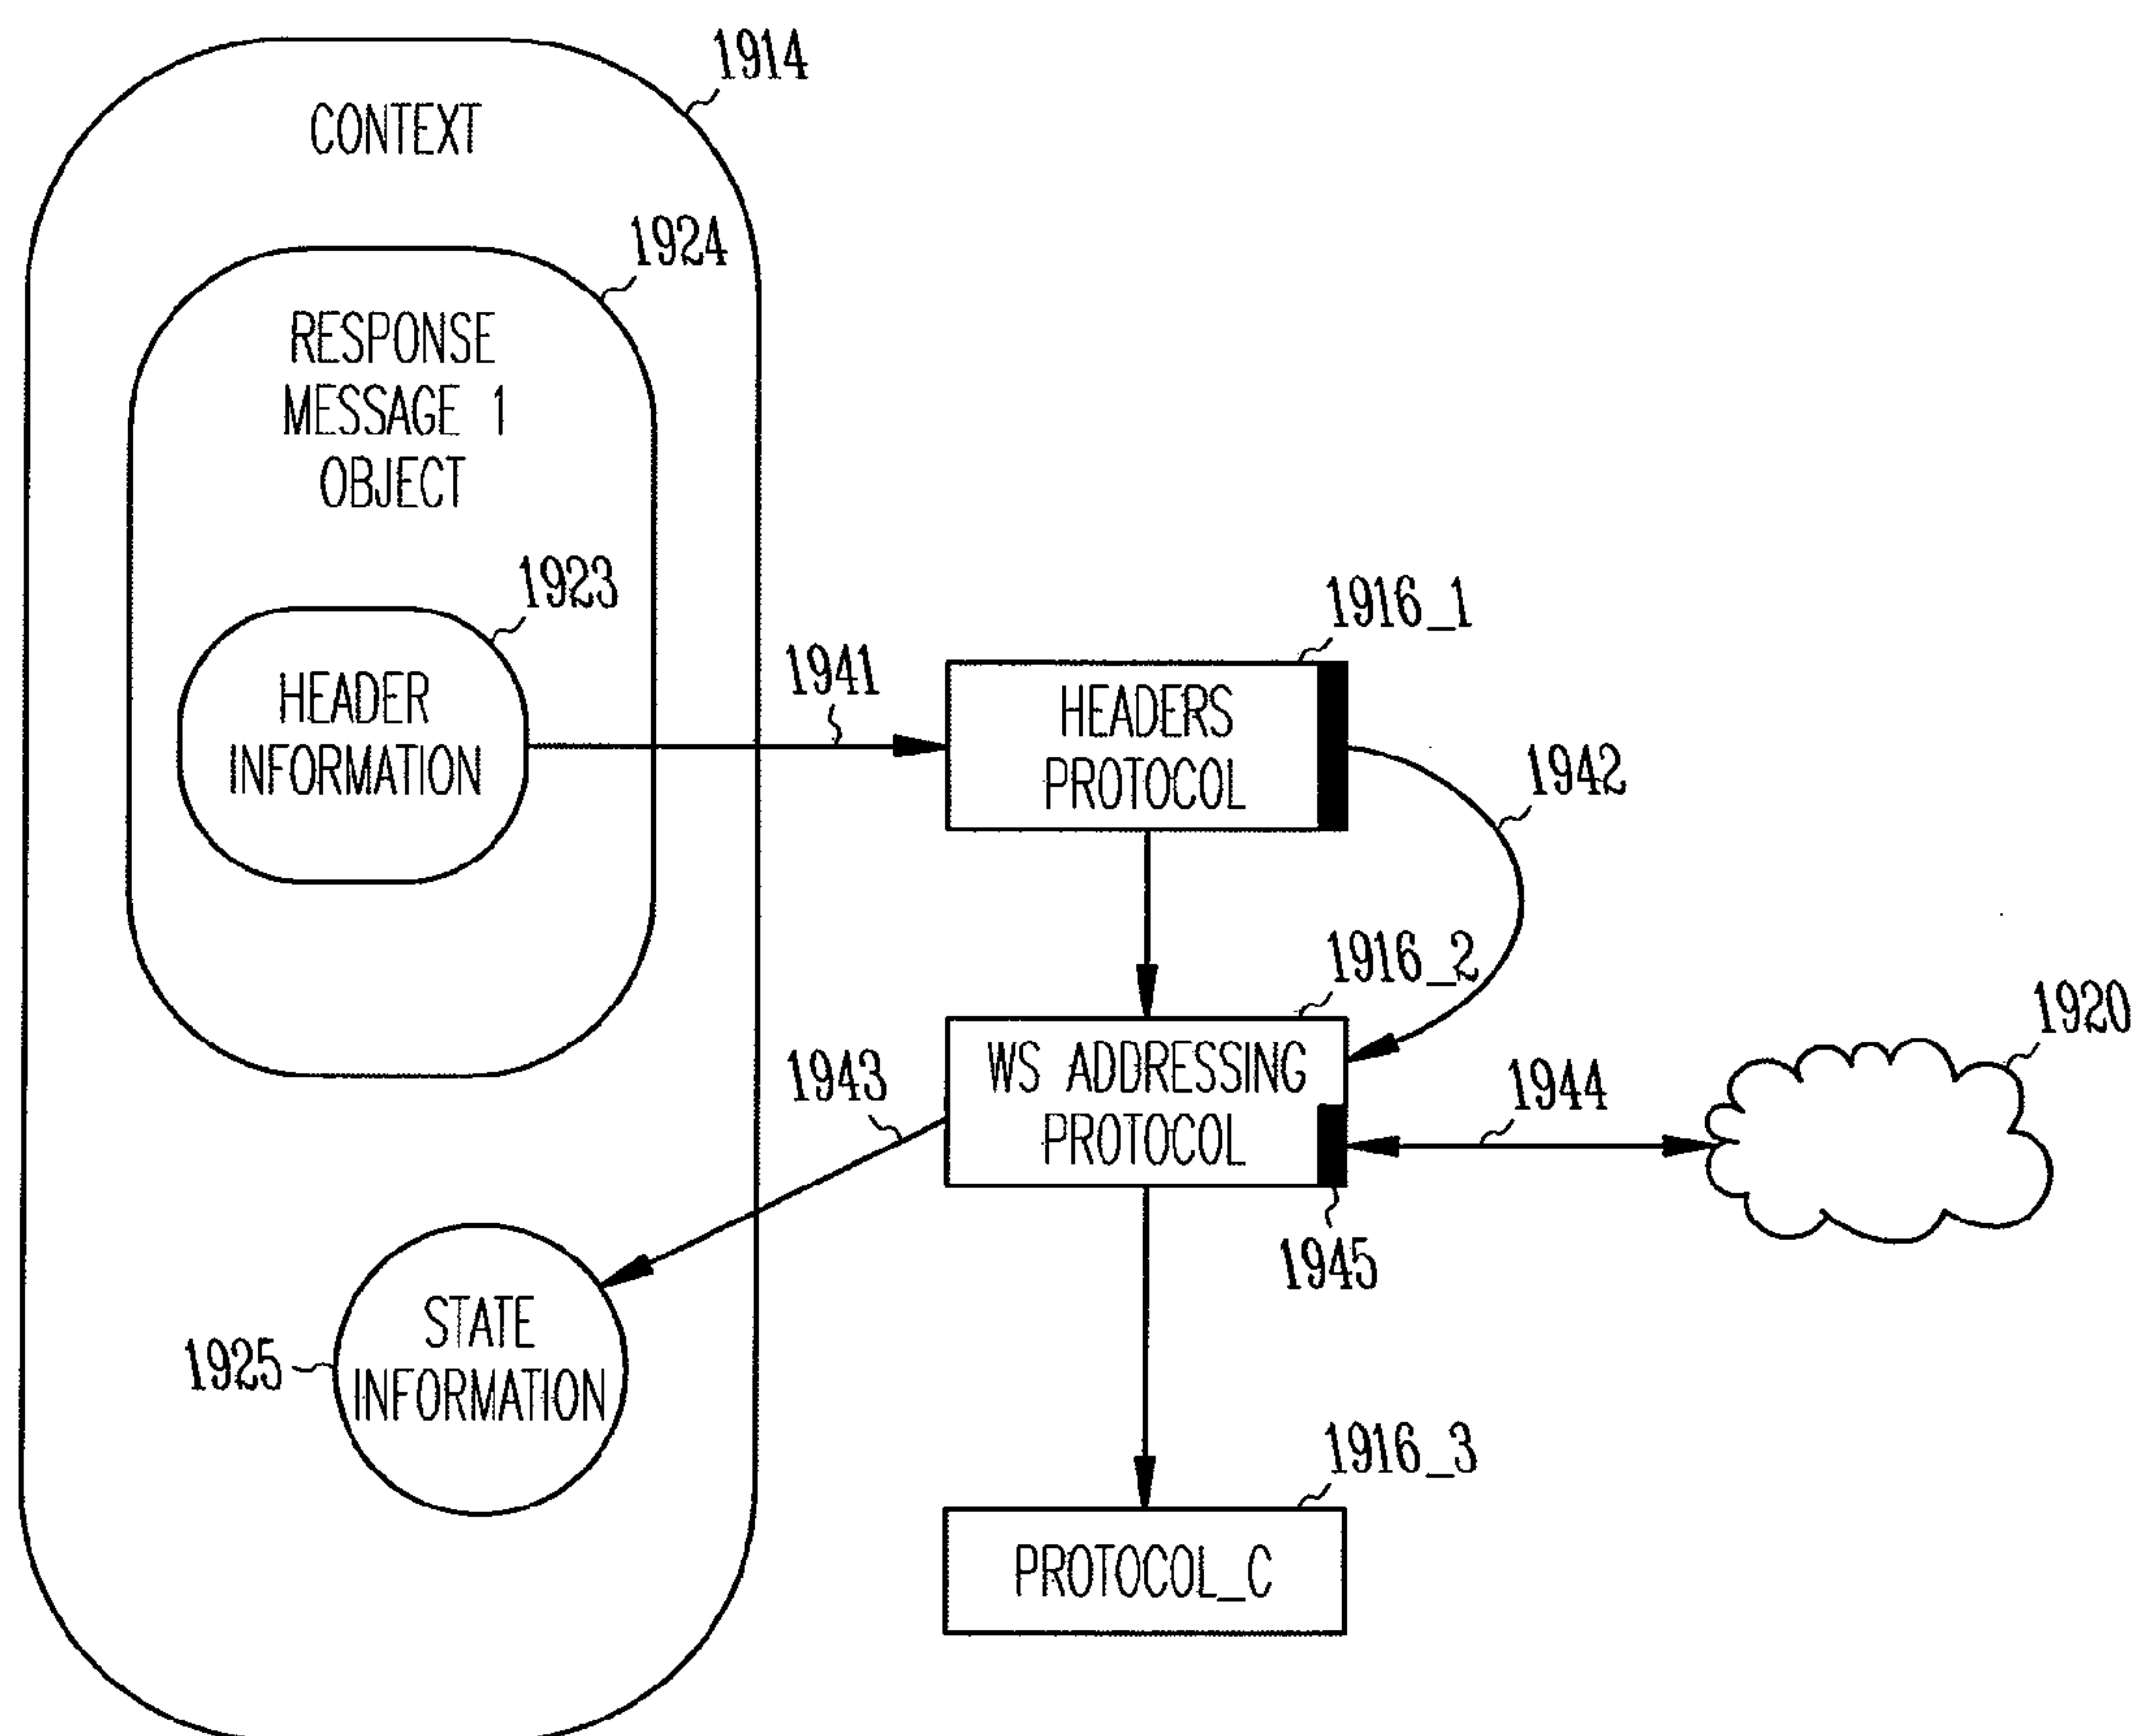 1914
CONTEXT
1924
RESPONSE
MESSAGE 1
OBJECT
1923
HEADER
INFORMATION
1941
1916_1
HEADERS
PROTOCOL
1942
1916_2
WS ADDRESSING
PROTOCOL
1943
1944
1920
1945
STATE
INFORMATION
1925
1916_3
PROTOCOL_C